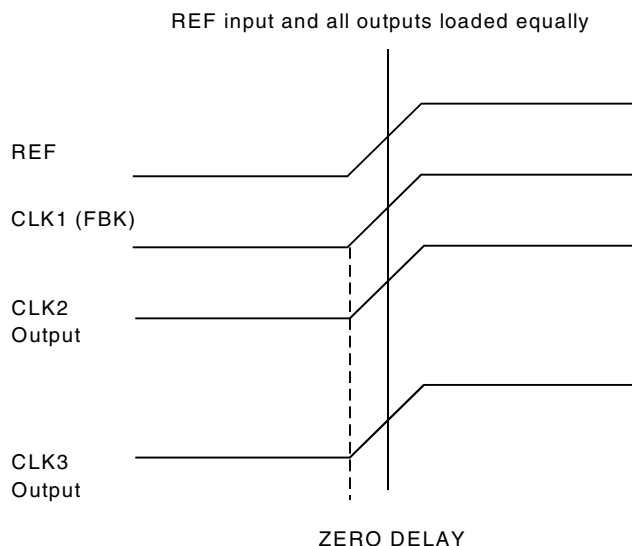 REF input and all outputs loaded equally
REF
CLK1 (FBK)
CLK2
Output
CLK3
Output
ZERO DELAY